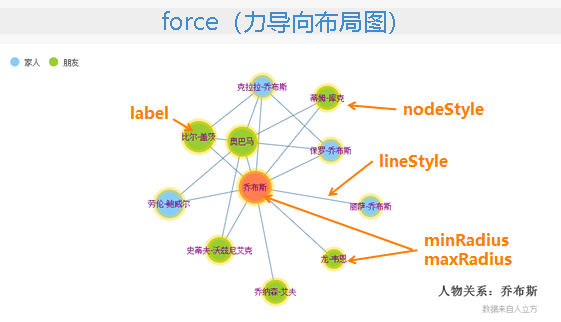 force（力导向布局图）
家人
朋友
克拉拉-乔布斯
蒂姆-库克
nodeStyle
label
比尔-盖茨
奥巴马
保罗-乔布斯
lineStyle
乔布斯
劳伦-鲍威尔
丽萨-乔布斯
minRadius
maxRadius
史蒂夫-沃兹尼艾克
龙-韦恩
乔纳森-艾夫
人物关系：乔布斯
数据来自人立方